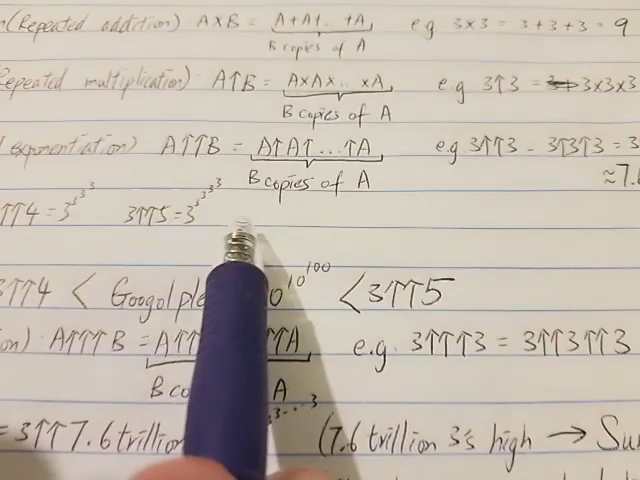 (Repeated addition) A×B = A+A+...+A, e.g 3×3 = 3+3+3 = 9
B copies of A
Repeated multiplication) A↑B = A×A×...×A e.g 3↑3 = 3×3×3
B copies of A
exponentiation) A↑↑B = A↑A↑...↑A e.g 3↑↑3 = 3↑3↑3 = 3
B copies of A ≈7.6
↑↑4 = 3^3^3^3 3↑↑5 = 3^3^3^3^3
3↑↑4 < Googolple 0^10^100 < 3↑↑5
on) A↑↑↑B = A↑↑ ↑↑A e.g. 3↑↑↑3 = 3↑↑3↑↑3
B co A
= 3↑↑7.6 trillion (7.6 trillion 3's high → Su